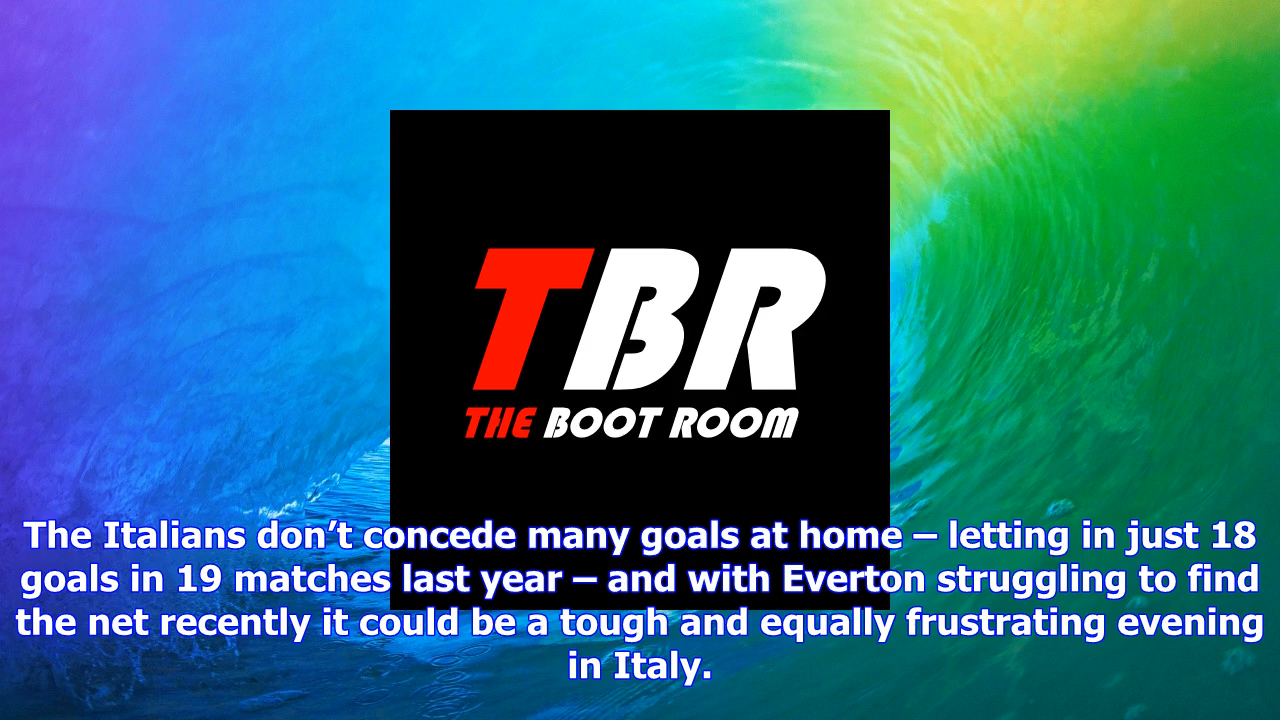 TBR
THE BOOT ROOM
The Italians don’t concede many goals at home – letting in just 18
goals in 19 matches last year – and with Everton struggling to find
the net recently it could be a tough and equally frustrating evening
in Italy.